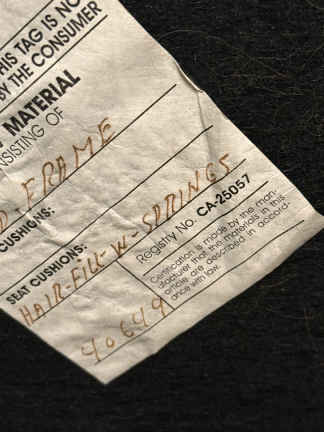 THIS TAG IS NO
BY THE CONSUMER
MATERIAL
NSISTING OF
D FRAME
CUSHIONS:
SEAT CUSHIONS:
HAIR-FILL-W-SPRINGS
40649
Registry No. CA-25057
Certification is made by the man-
ufacturer that the materials in this
article are described in accord-
ance with law.